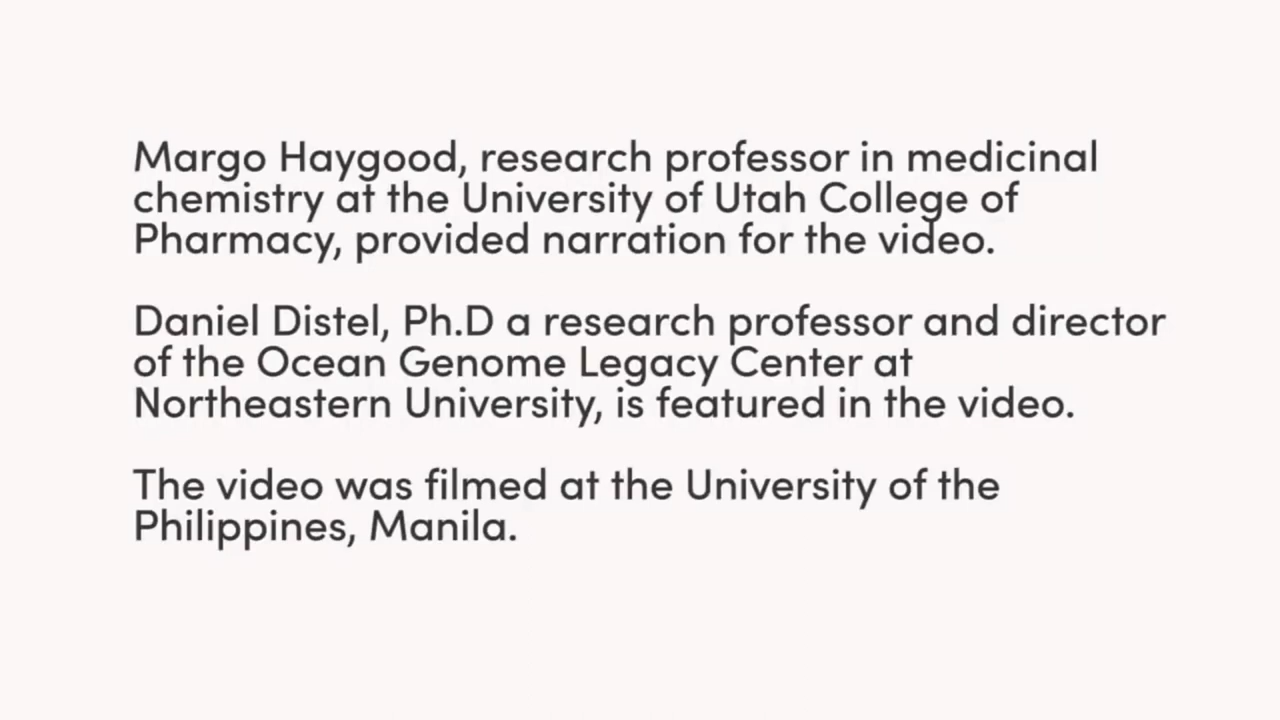 Margo Haygood, research professor in medicinal
chemistry at the University of Utah College of
Pharmacy, provided narration for the video.
Daniel Distel, Ph.D a research professor and director
of the Ocean Genome Legacy Center at
Northeastern University, is featured in the video.
The video was filmed at the University of the
Philippines, Manila.